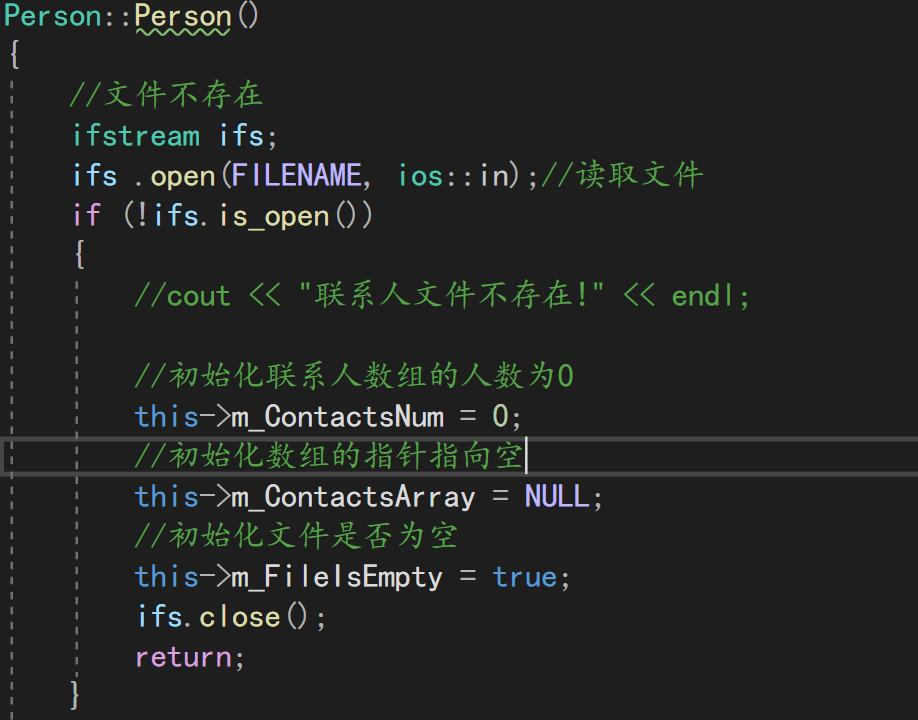 Person::Person()
{
//文件不存在
ifstream ifs;
ifs .open(FILENAME, ios::in);//读取文件
if (!ifs.is_open())
{
//cout << "联系人文件不存在!" << endl;
//初始化联系人数组的人数为0
this->m_ContactsNum = 0;
//初始化数组的指针指向空
this->m_ContactsArray = NULL;
//初始化文件是否为空
this->m_FileIsEmpty = true;
ifs.close();
return;
}